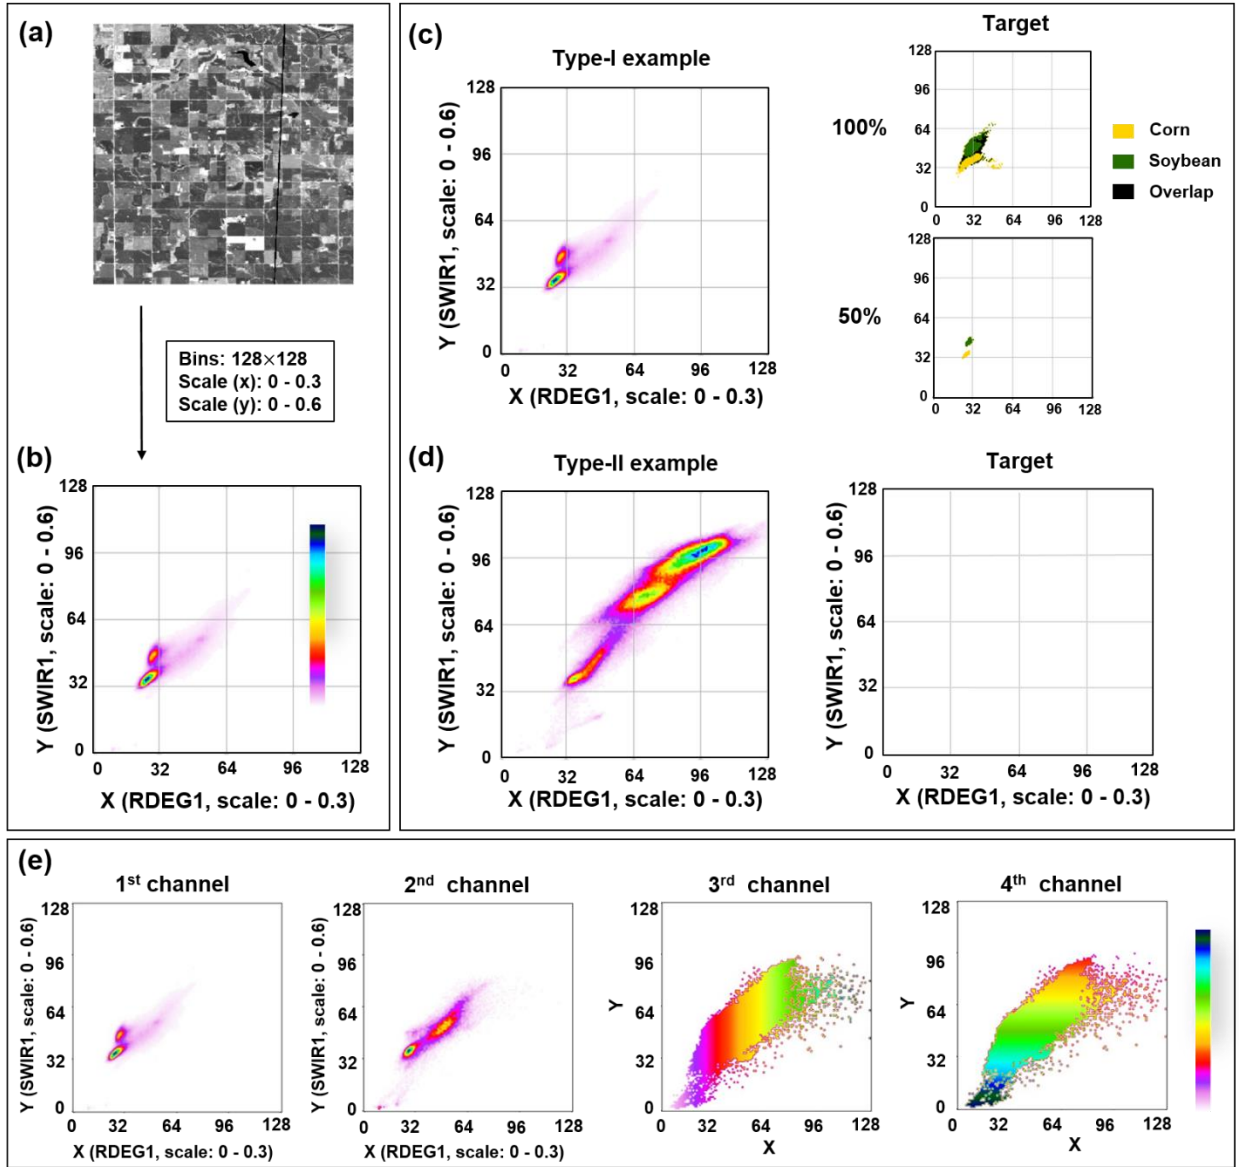 (a)
Bins: 128×128
Scale (x): 0 - 0.3
Scale (y): 0 - 0.6
(b)
128
96
64
32
0
Y (SWIR1, scale: 0 - 0.6)
0 32 64 96 128
X (RDEG1, scale: 0 - 0.3)
(c)
Type-I example
128
96
64
32
0
Y (SWIR1, scale: 0 - 0.6)
0 32 64 96 128
X (RDEG1, scale: 0 - 0.3)
Target
100%
128
96
64
32
0
0 32 64 96 128
Corn
Soybean
Overlap
50%
128
96
64
32
0
0 32 64 96 128
(d)
Type-II example
128
96
64
32
0
Y (SWIR1, scale: 0 - 0.6)
0 32 64 96 128
X (RDEG1, scale: 0 - 0.3)
Target
128
96
64
32
0
Y (SWIR1, scale: 0 - 0.6)
0 32 64 96 128
X (RDEG1, scale: 0 - 0.3)
(e)
1st channel
128
96
64
32
0
Y (SWIR1, scale: 0 - 0.6)
0 32 64 96 128
X (RDEG1, scale: 0 - 0.3)
2nd channel
128
96
64
32
0
Y (SWIR1, scale: 0 - 0.6)
0 32 64 96 128
X (RDEG1, scale: 0 - 0.3)
3rd channel
128
96
64
32
0
Y
0 32 64 96 128
X
4th channel
128
96
64
32
0
Y
0 32 64 96 128
X